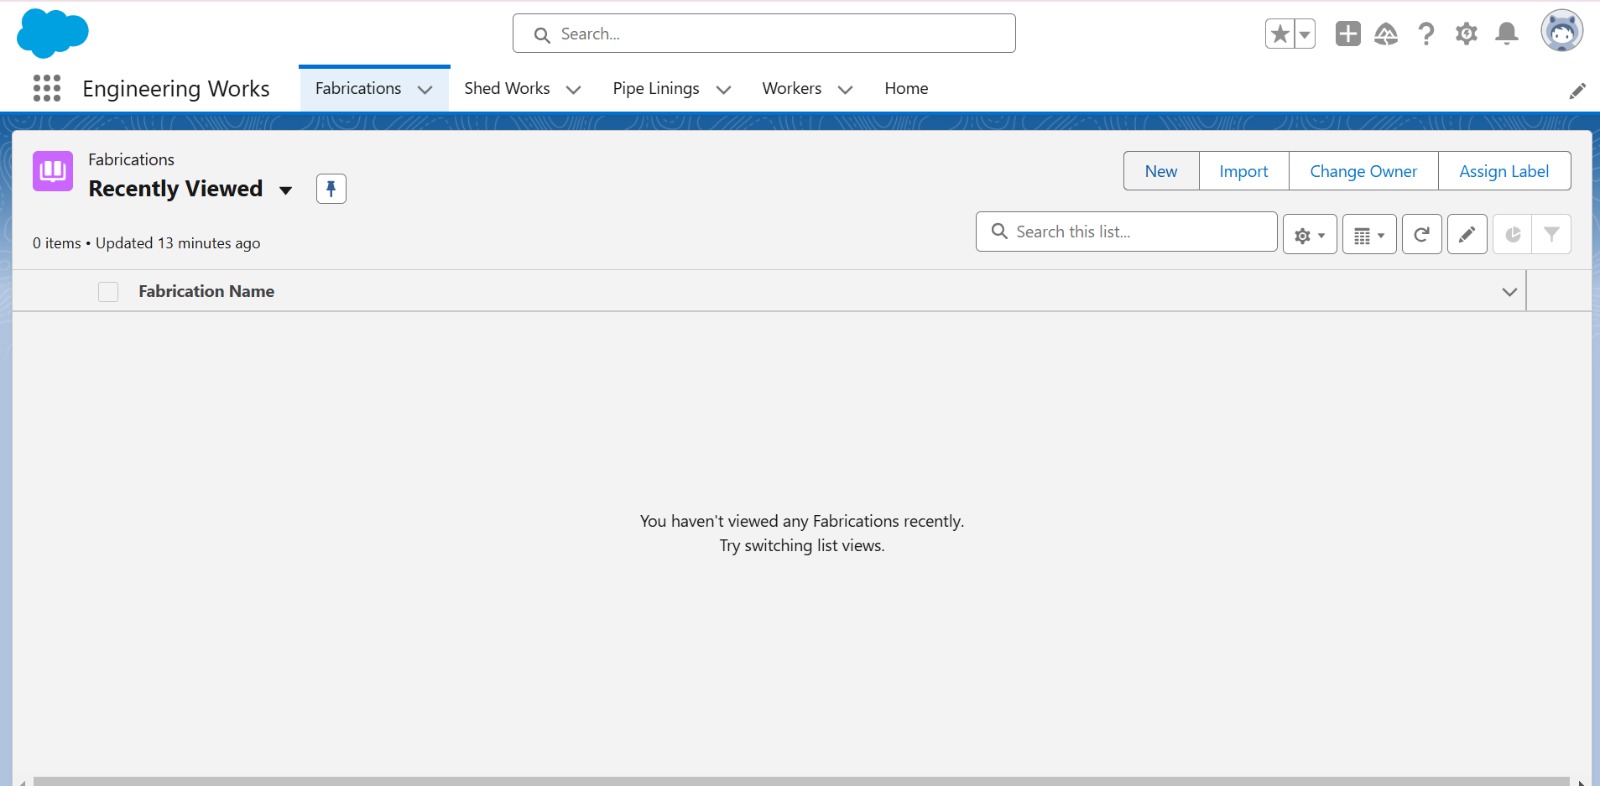 Search...
Engineering Works
Fabrications
Shed Works
Pipe Linings
Workers
Home
Fabrications
Recently Viewed
New
Import
Change Owner
Assign Label
0 items • Updated 13 minutes ago
Search this list...
Fabrication Name
You haven't viewed any Fabrications recently.
Try switching list views.